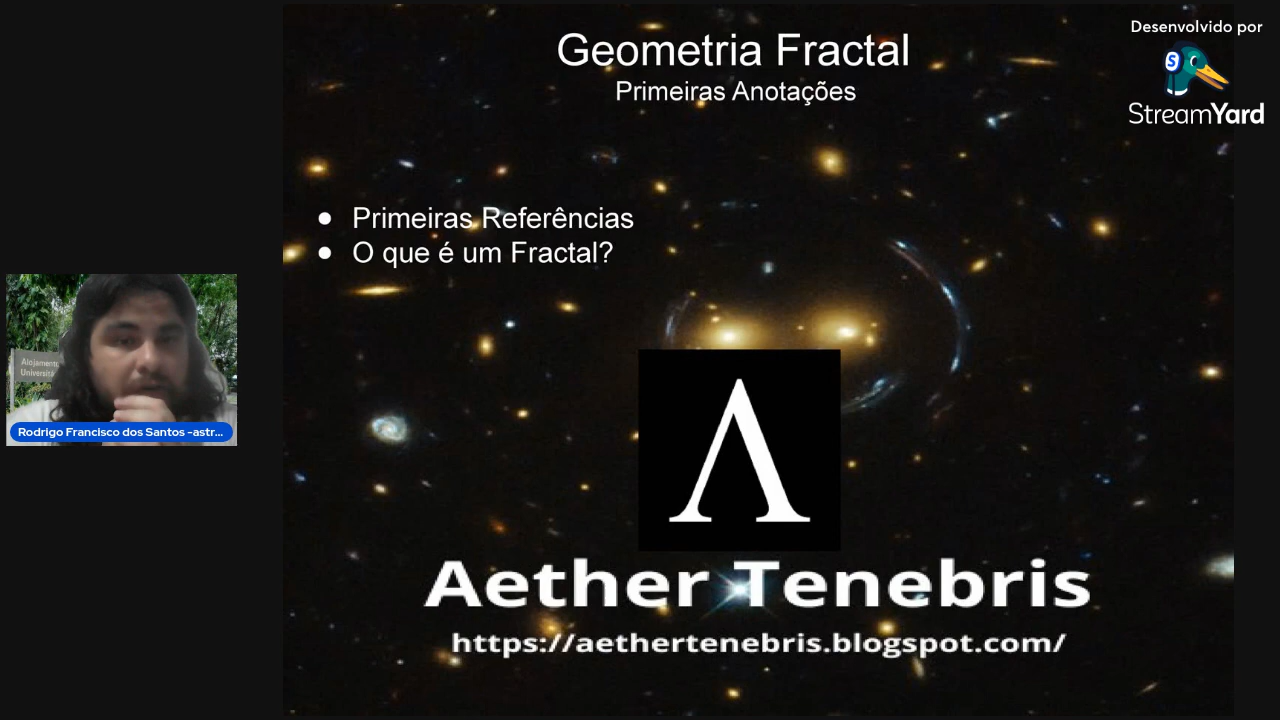 Geometria Fractal
Primeiras Anotações
Desenvolvido por
StreamYard
● Primeiras Referências
● O que é um Fractal?
Alojamento
Rodrigo Francisco dos Santos -astr...
Λ
Aether Tenebris
https://aethertenebris.blogspot.com/